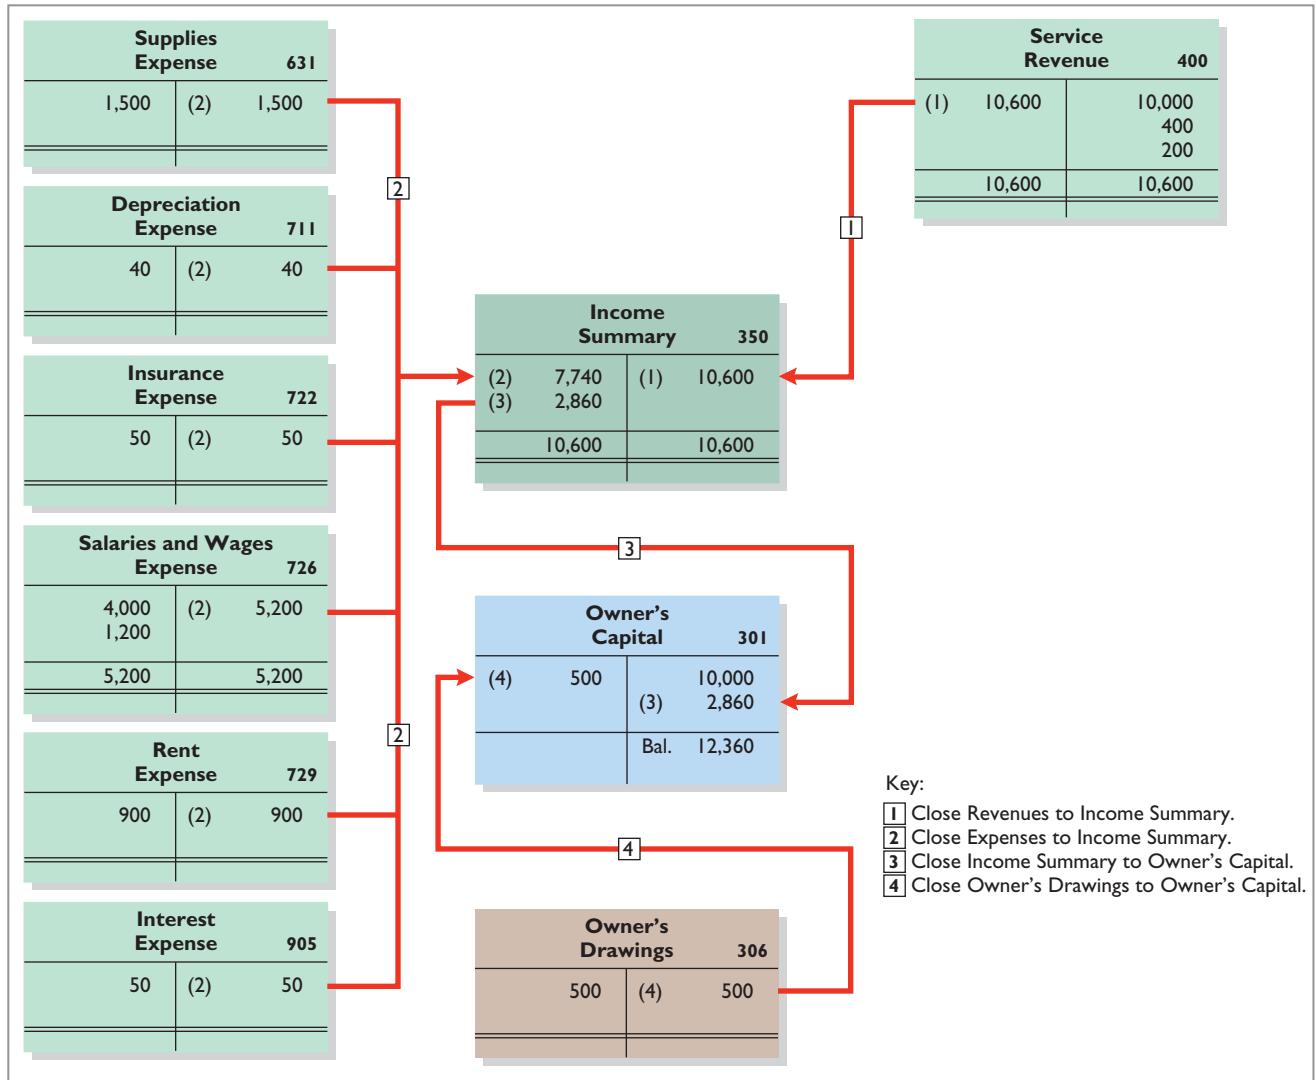 Supplies
Expense 631
1,500 (2) 1,500
Depreciation
Expense 711
40 (2) 40
Insurance
Expense 722
50 (2) 50
Salaries and Wages
Expense 726
4,000 (2) 5,200
1,200
5,200 5,200
Rent
Expense 729
900 (2) 900
Interest
Expense 905
50 (2) 50
2
2
Service
Revenue 400
(1) 10,600 10,000
400
200
10,600 10,600
1
Income
Summary 350
(2) 7,740 (1) 10,600
(3) 2,860
10,600 10,600
3
Owner's
Capital 301
(4) 500 10,000
(3) 2,860
Bal. 12,360
4
Owner's
Drawings 306
500 (4) 500
Key:
1 Close Revenues to Income Summary.
2 Close Expenses to Income Summary.
3 Close Income Summary to Owner's Capital.
4 Close Owner's Drawings to Owner's Capital.